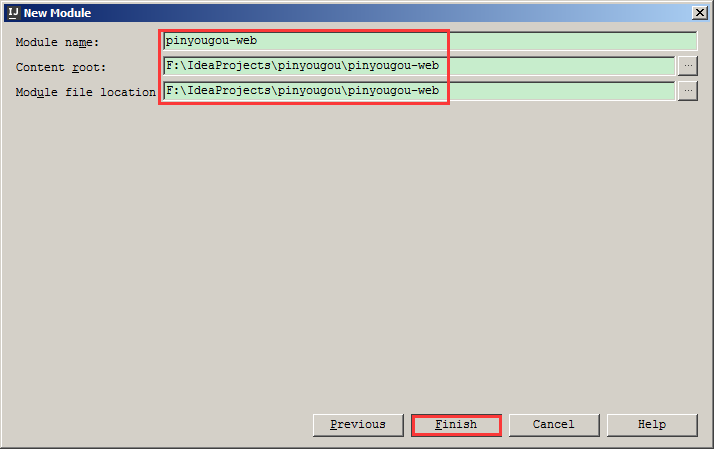 IJ New Module
Module name: pinyougou-web
Content root: F:\IdeaProjects\pinyougou\pinyougou-web ...
Module file location F:\IdeaProjects\pinyougou\pinyougou-web ...
Previous Finish Cancel Help